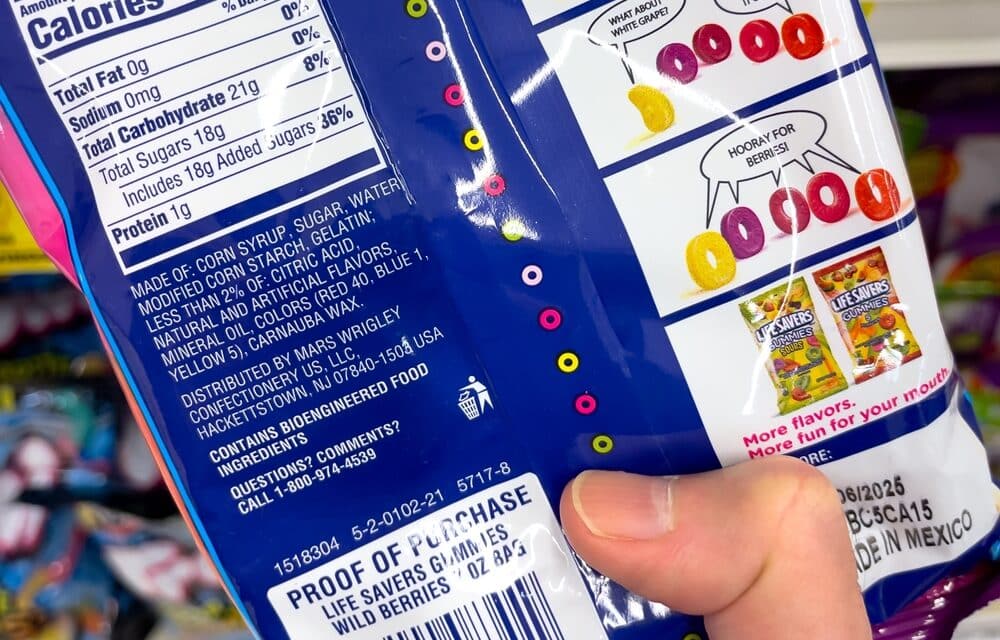 Calories
0%
Total Fat 0g 0%
Sodium 0mg 8%
Total Carbohydrate 21g
Total Sugars 18g
Includes 18g Added Sugars 36%
Protein 1g
MADE OF: CORN SYRUP, SUGAR, WATER,
MODIFIED CORN STARCH, GELATIN;
LESS THAN 2% OF: CITRIC ACID,
NATURAL AND ARTIFICIAL FLAVORS,
MINERAL OIL, COLORS (RED 40, BLUE 1,
YELLOW 5), CARNAUBA WAX.
DISTRIBUTED BY MARS WRIGLEY
CONFECTIONERY US, LLC,
HACKETTSTOWN, NJ 07840-1503 USA
CONTAINS BIOENGINEERED FOOD
INGREDIENTS
QUESTIONS? COMMENTS?
CALL 1-800-974-4539
1518304 5-2-0102-21 5717-8
PROOF OF PURCHASE
LIFE SAVERS GUMMIES
WILD BERRIES 7 OZ BAG
WHAT ABOUT
WHITE GRAPE?
HOORAY FOR
BERRIES!
LIFE SAVERS
GUMMIES
SOURS
LIFE SAVERS
GUMMIES
More flavors.
More fun for your mouth.
ORE:
06/2025
BC5CA15
DE IN MEXICO